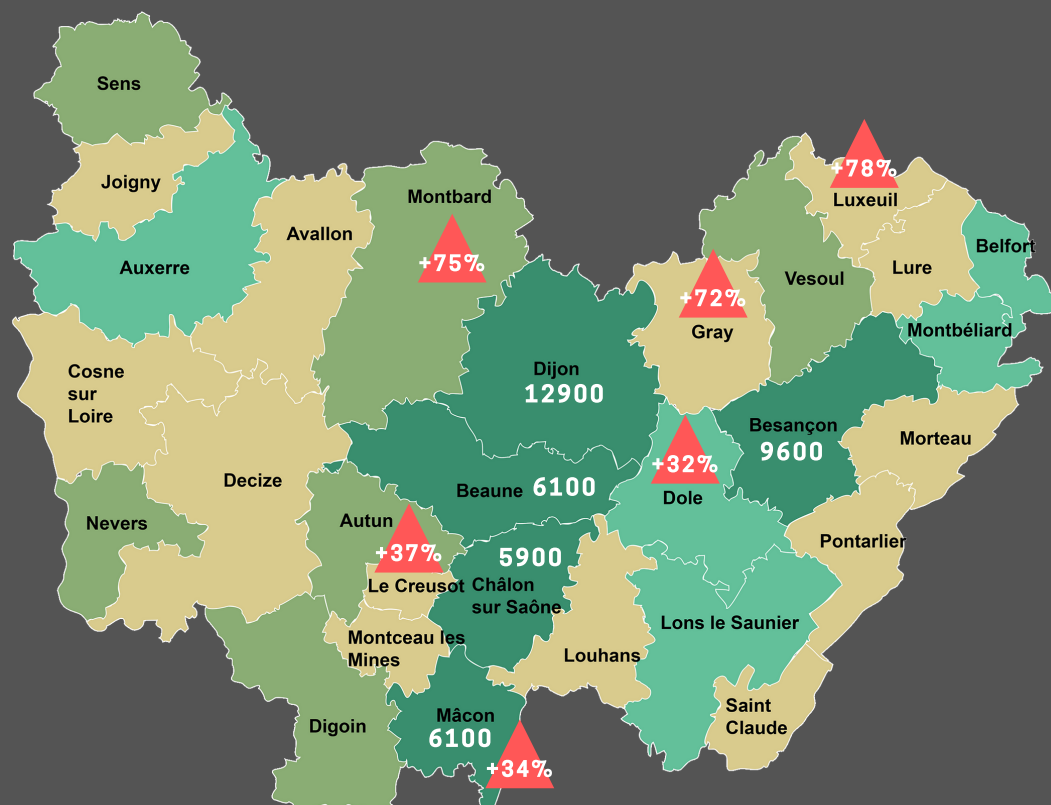 Sens
Joigny
Auxerre
Avallon
Montbard
+75%
+78%
Luxeuil
Belfort
Lure
Vesoul
+72%
Gray
Montbéliard
Cosne
sur
Loire
Dijon
12900
Besançon
9600
Morteau
+32%
Dole
Decize
Beaune 6100
Nevers
Autun
+37%
Le Creusot
5900
Châlon
sur Saône
Pontarlier
Lons le Saunier
Montceau les
Mines
Louhans
Saint
Claude
Digoin
Mâcon
6100
+34%